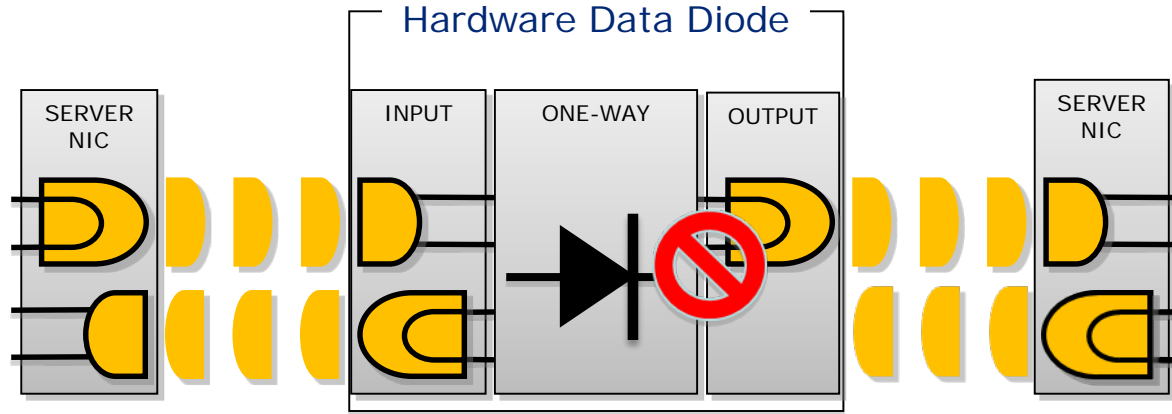 Hardware Data Diode
SERVER
NIC
INPUT
ONE-WAY
OUTPUT
SERVER
NIC